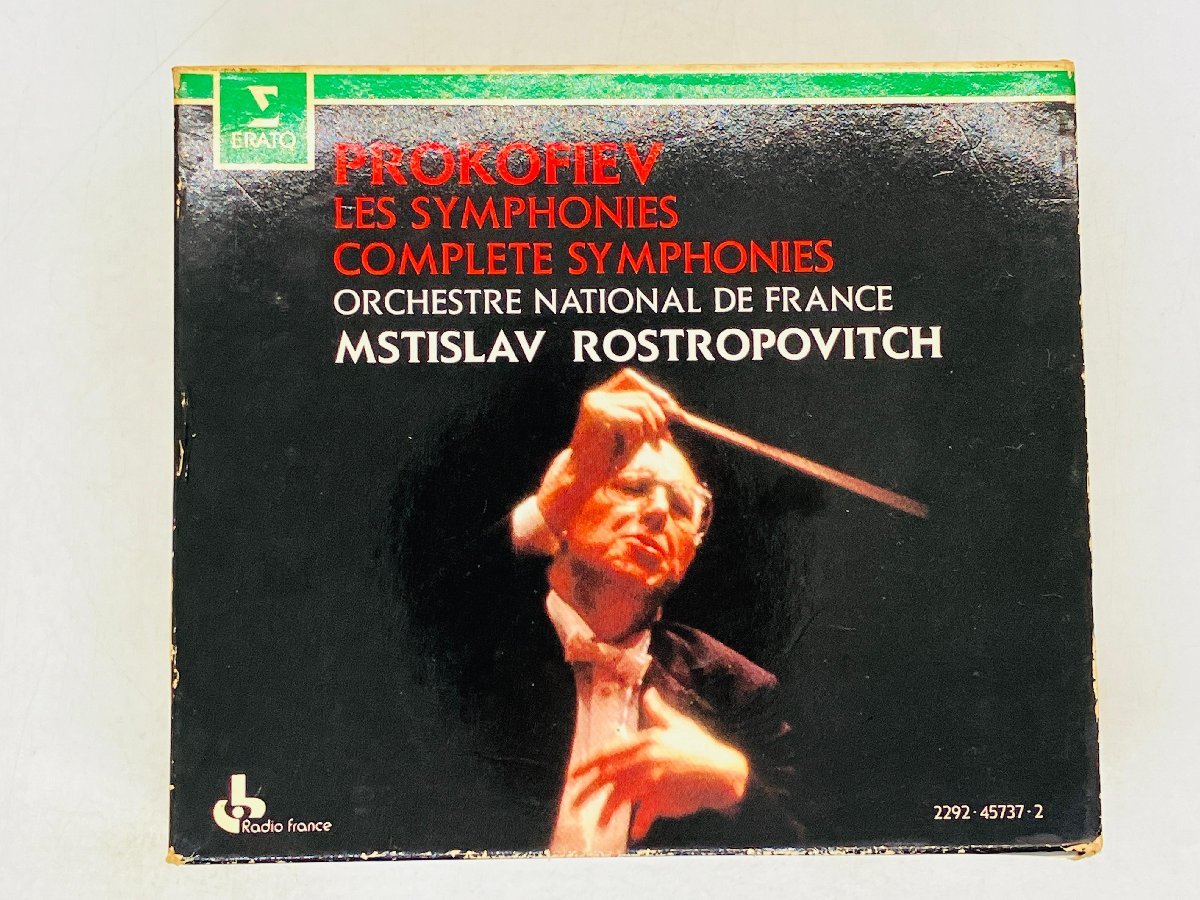 ERATO
PROKOFIEV
LES SYMPHONIES
COMPLETE SYMPHONIES
ORCHESTRE NATIONAL DE FRANCE
MSTISLAV ROSTROPOVITCH
Radio france
2292-45737-2